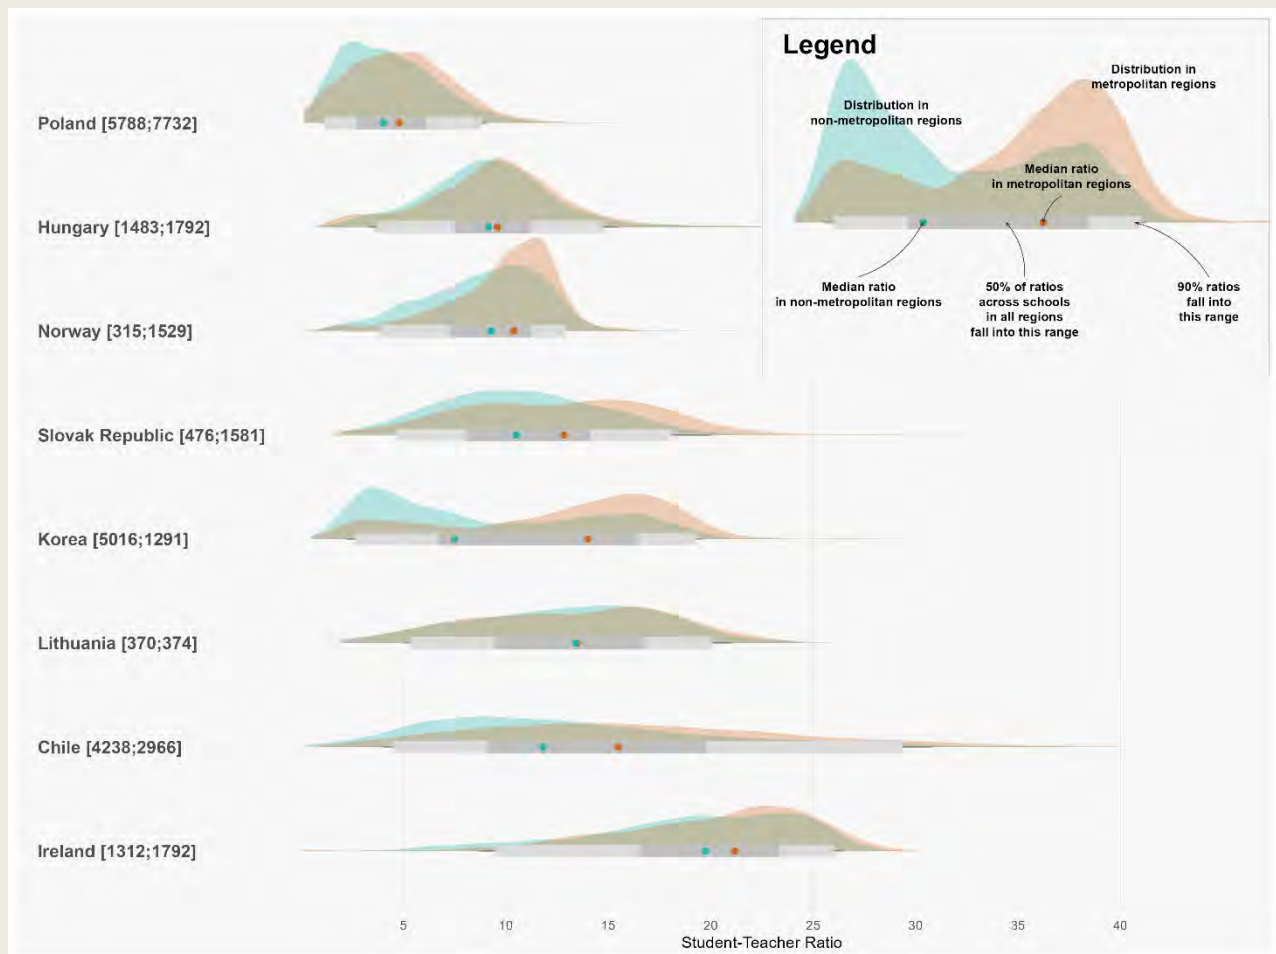 Legend
Distribution in
metropolitan regions
Distribution in
non-metropolitan regions
Median ratio
in metropolitan regions
Median ratio
in non-metropolitan regions
50% of ratios
across schools
in all regions
fall into this range
90% ratios
fall into
this range
Poland [5788;7732]
Hungary [1483;1792]
Norway [315;1529]
Slovak Republic [476;1581]
Korea [5016;1291]
Lithuania [370;374]
Chile [4238;2966]
Ireland [1312;1792]
5 10 15 20 25 30 35 40
Student-Teacher Ratio